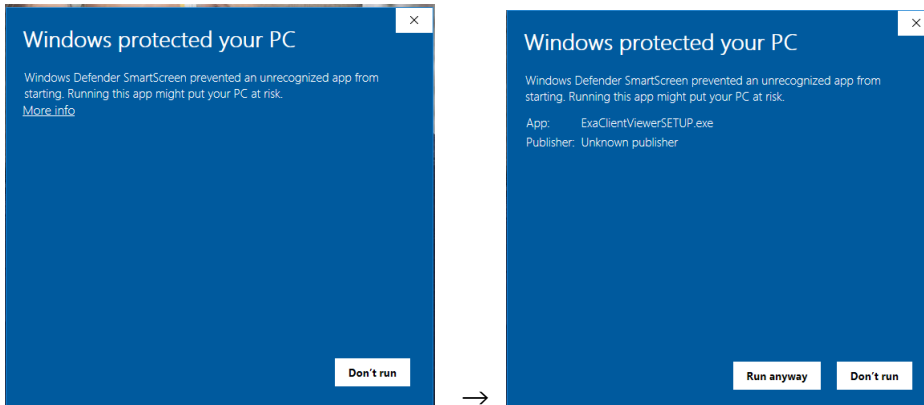 Windows protected your PC
Windows Defender SmartScreen prevented an unrecognized app from
starting. Running this app might put your PC at risk.
More info
Don't run
→
Windows protected your PC
Windows Defender SmartScreen prevented an unrecognized app from
starting. Running this app might put your PC at risk.
App: ExaClientViewerSETUP.exe
Publisher: Unknown publisher
Run anyway Don't run